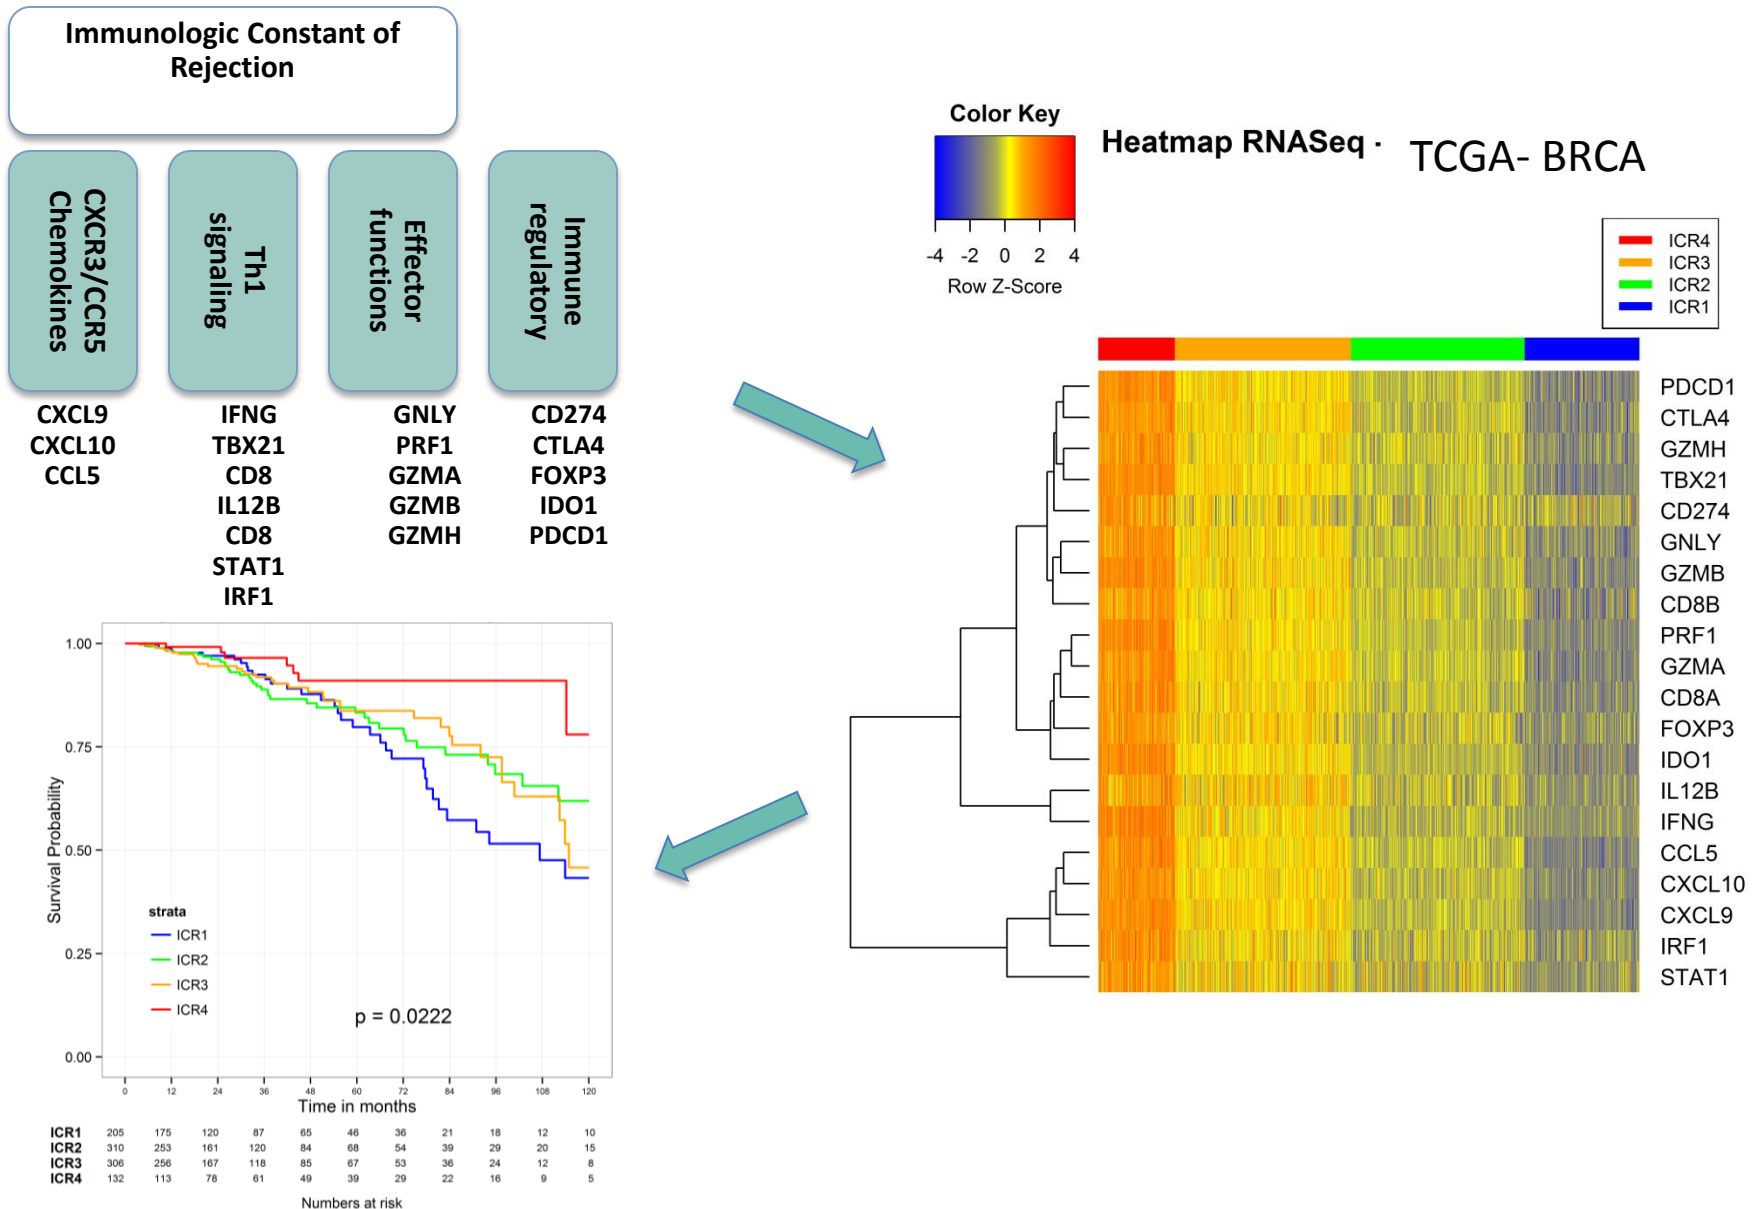 Immunologic Constant of
Rejection
CXCR3/CCR5
Chemokines
Th1
signaling
Effector
functions
Immune
regulatory
CXCL9
CXCL10
CCL5
IFNG
TBX21
CD8
IL12B
CD8
STAT1
IRF1
GNLY
PRF1
GZMA
GZMB
GZMH
CD274
CTLA4
FOXP3
IDO1
PDCD1
Color Key
-4 -2 0 2 4
Row Z-Score
Heatmap RNASeq · TCGA- BRCA
ICR4
ICR3
ICR2
ICR1
PDCD1
CTLA4
GZMH
TBX21
CD274
GNLY
GZMB
CD8B
PRF1
GZMA
CD8A
FOXP3
IDO1
IL12B
IFNG
CCL5
CXCL10
CXCL9
IRF1
STAT1
Survival Probability
1.00
0.75
0.50
0.25
0.00
strata
ICR1
ICR2
ICR3
ICR4
p = 0.0222
0 12 24 36 48 60 72 84 96 108 120
Time in months
ICR1 205 175 120 87 65 46 36 21 18 12 10
ICR2 310 253 161 120 84 68 54 39 29 20 15
ICR3 306 256 167 118 85 67 53 36 24 12 8
ICR4 132 113 78 61 49 39 29 22 16 9 5
Numbers at risk